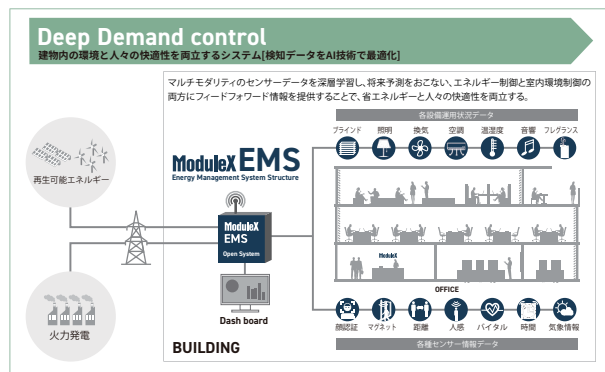 Deep Demand control
建物内の環境と人々の快適性を両立するシステム[検知データをAI技術で最適化]
マルチモダリティのセンサーデータを深層学習し、将来予測をおこない、エネルギー制御と室内環境制御の
両方にフィードフォワード情報を提供することで、省エネルギーと人々の快適性を両立する。
各設備運用状況データ
ブラインド 照明 換気 空調 温湿度 音響 フレグランス
再生可能エネルギー
ModuleX EMS
Energy Management System Structure
ModuleX
EMS
Open System
ModuleX
OFFICE
Dash board
火力発電
顔認証 マグネット 距離 人感 バイタル 時間 気象情報
各種センサー情報データ
BUILDING